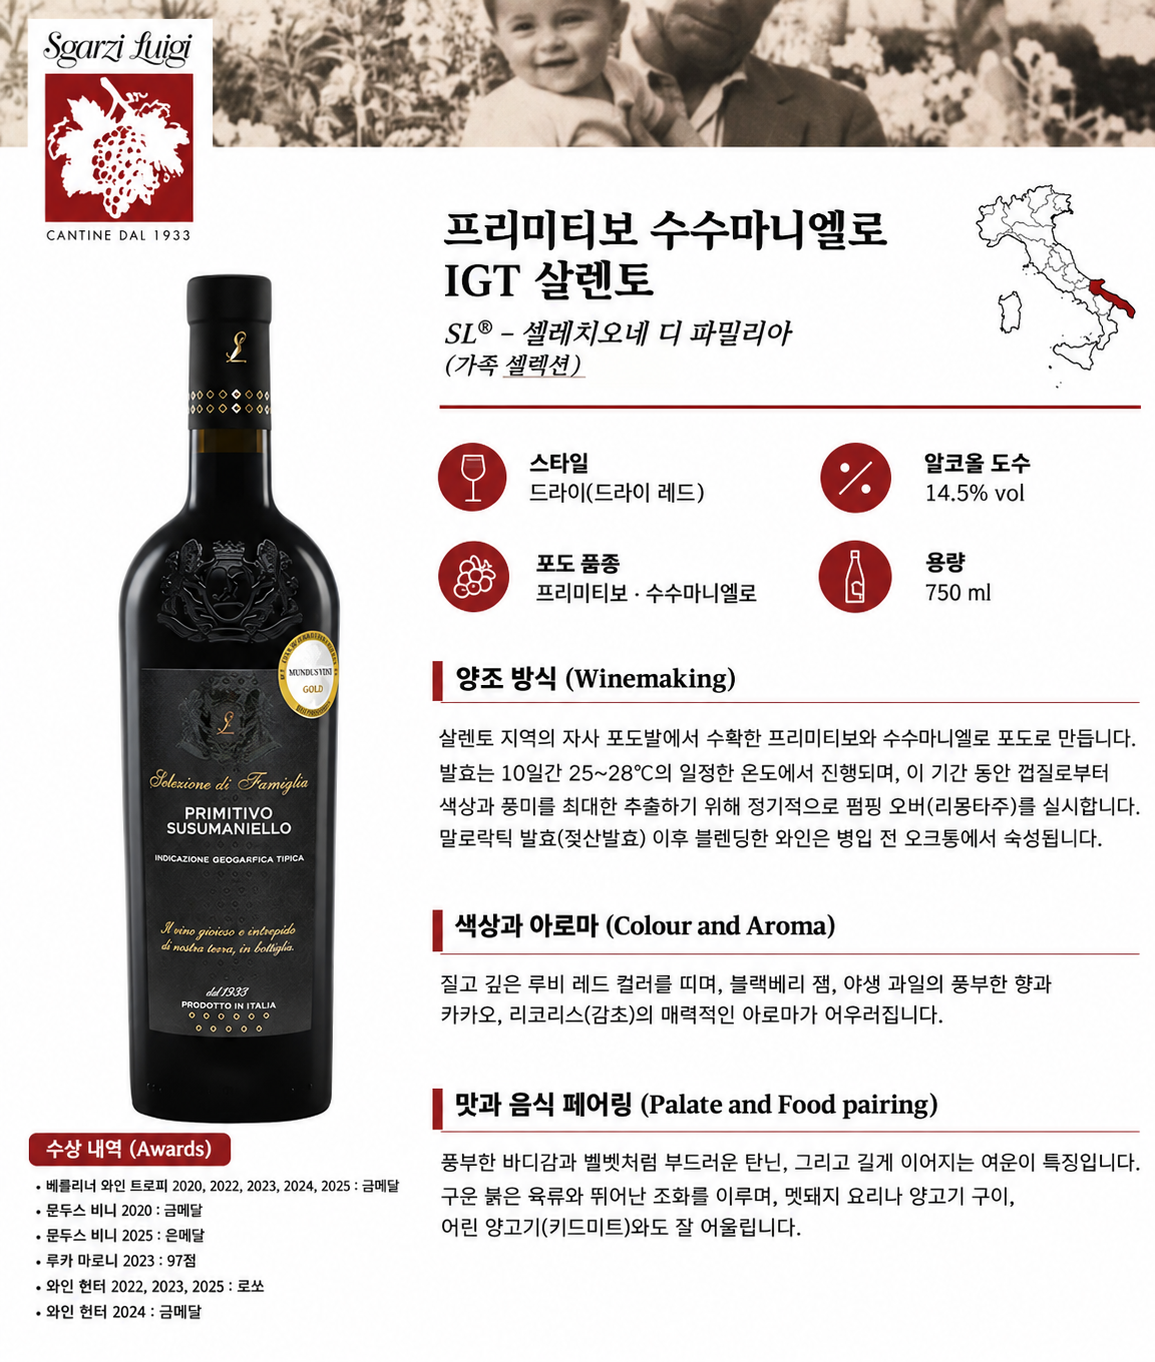 Sgarzi Luigi
CANTINE DAL 1933
프리미티보 수수마니엘로
IGT 살렌토
SL® – 셀레치오네 디 파밀리아
(가족 셀렉션)
스타일
드라이(드라이 레드)
알코올 도수
14.5% vol
포도 품종
프리미티보 · 수수마니엘로
용량
750 ml
양조 방식 (Winemaking)
살렌토 지역의 자사 포도발에서 수확한 프리미티보와 수수마니엘로 포도로 만듭니다.
발효는 10일간 25~28°C의 일정한 온도에서 진행되며, 이 기간 동안 껍질로부터
색상과 풍미를 최대한 추출하기 위해 정기적으로 펌핑 오버(리몽타주)를 실시합니다.
말로락틱 발효(젖산발효) 이후 블렌딩한 와인은 병입 전 오크통에서 숙성됩니다.
색상과 아로마 (Colour and Aroma)
질고 깊은 루비 레드 컬러를 띠며, 블랙베리 잼, 야생 과일의 풍부한 향과
카카오, 리코리스(감초)의 매력적인 아로마가 어우러집니다.
맛과 음식 페어링 (Palate and Food pairing)
풍부한 바디감과 벨벳처럼 부드러운 탄닌, 그리고 길게 이어지는 여운이 특징입니다.
구운 붉은 육류와 뛰어난 조화를 이루며, 멧돼지 요리나 양고기 구이,
어린 양고기(키드미트)와도 잘 어울립니다.
MUNDUS VINI
GOLD
Selezione di Famiglia
PRIMITIVO
SUSUMANIELLO
INDICAZIONE GEOGARFICA TIPICA
Il vino gioioso e intrepido
di nostra terra, in bottiglia.
dal 1933
PRODOTTO IN ITALIA
수상 내역 (Awards)
• 베를리너 와인 트로피 2020, 2022, 2023, 2024, 2025 : 금메달
• 문두스 비니 2020 : 금메달
• 문두스 비니 2025 : 은메달
• 루카 마로니 2023 : 97점
• 와인 헌터 2022, 2023, 2025 : 로쏘
• 와인 헌터 2024 : 금메달